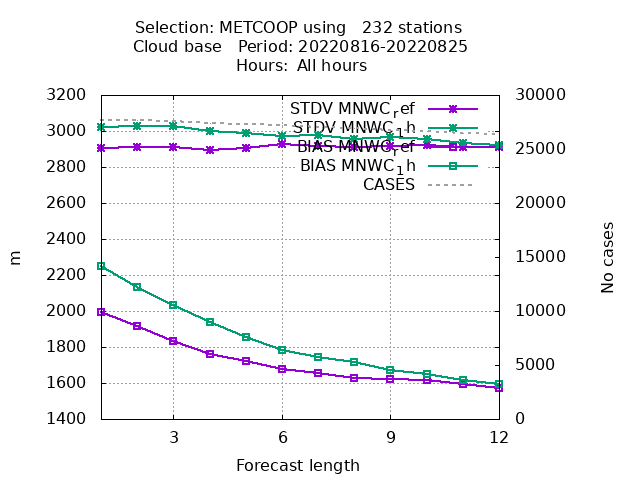 Selection: METCOOP using   232 stations
Cloud base   Period: 20220816-20220825
Hours:  All hours
3200
3000
2800
2600
2400
2200
2000
1800
1600
1400
30000
25000
20000
15000
10000
5000
0
STDV MNWC_ref
STDV MNWC_1h
BIAS MNWC_ref
BIAS MNWC_1h
CASES
m
No cases
3
6
9
12
Forecast length